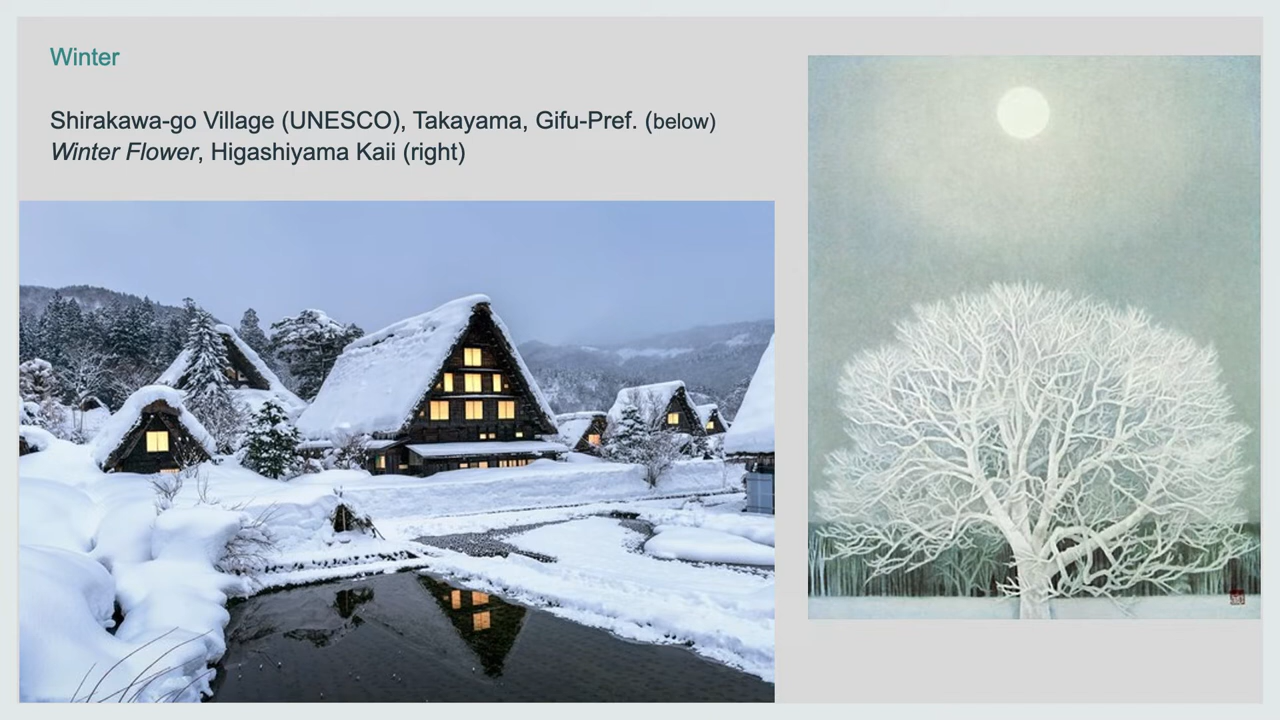 Winter
Shirakawa-go Village (UNESCO), Takayama, Gifu-Pref. (below)
Winter Flower, Higashiyama Kaii (right)